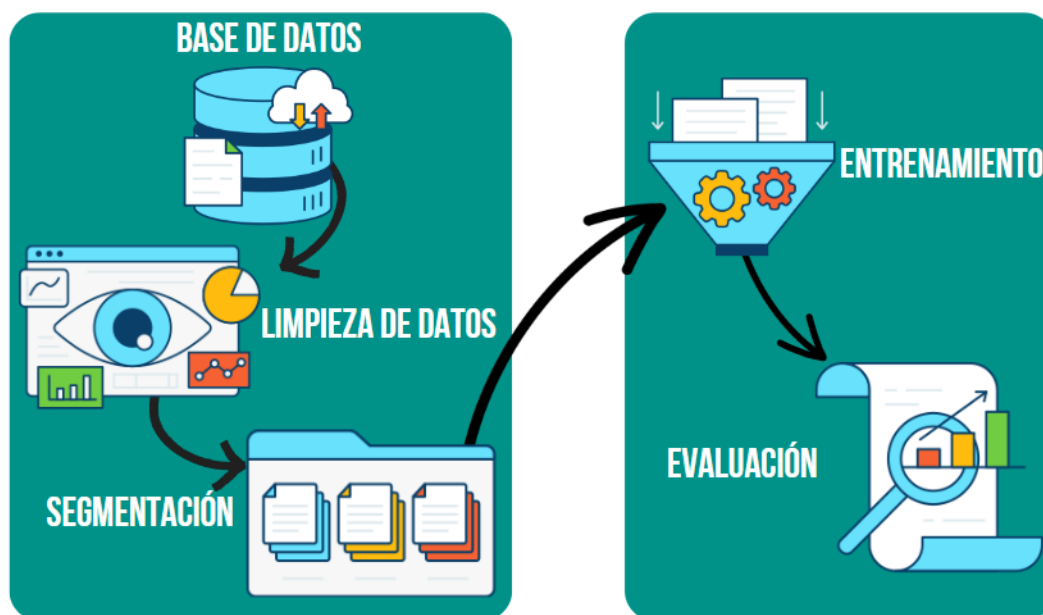 BASE DE DATOS
LIMPIEZA DE DATOS
SEGMENTACIÓN
ENTRENAMIENTO
EVALUACIÓN